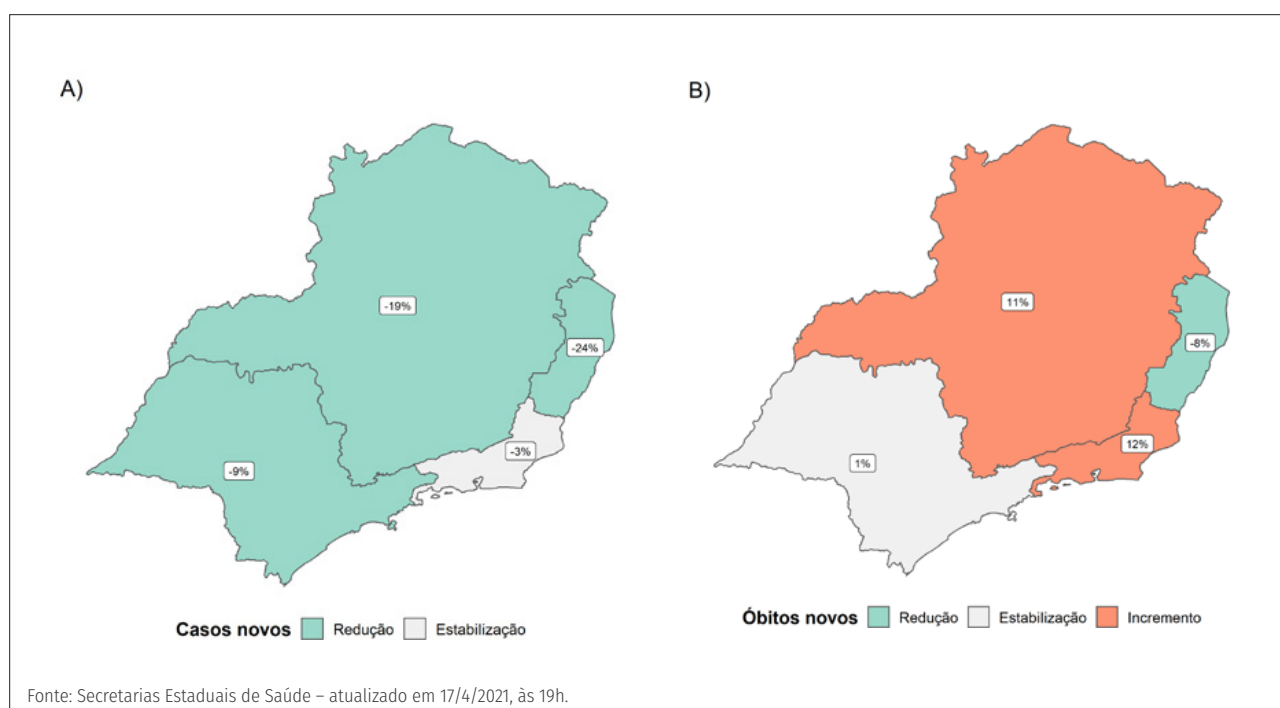 A)
-19%
-24%
-3%
-9%
Casos novos Redução Estabilização
B)
11%
-8%
12%
1%
Óbitos novos Redução Estabilização Incremento
Fonte: Secretarias Estaduais de Saúde – atualizado em 17/4/2021, às 19h.